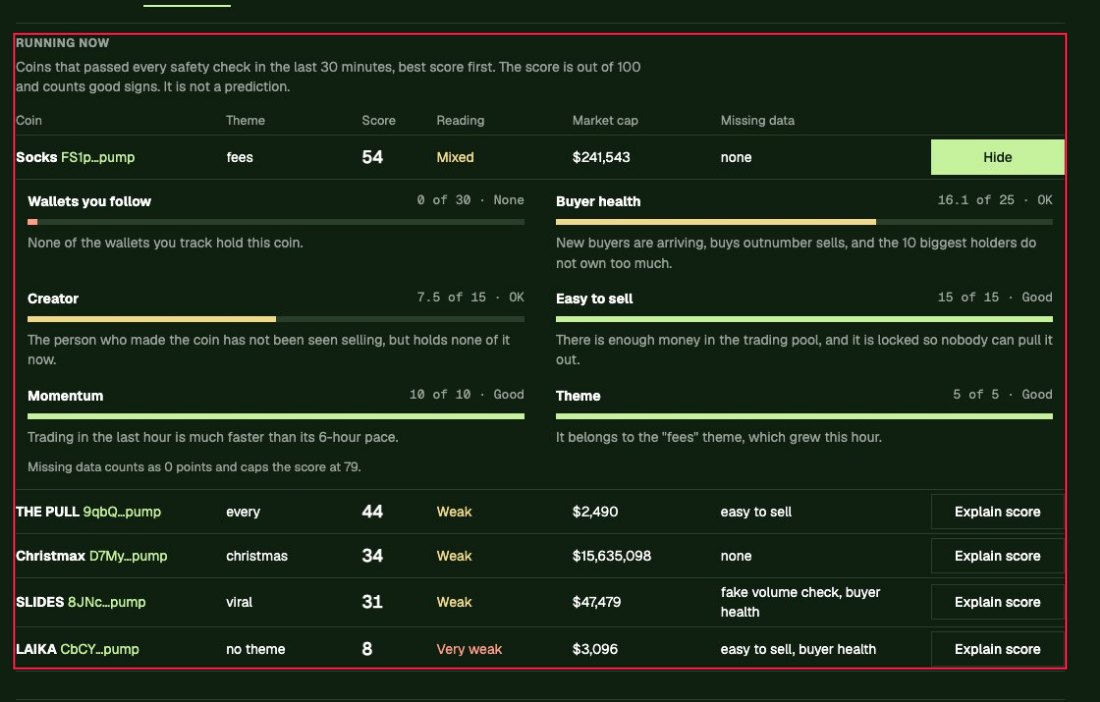 RUNNING NOW
Coins that passed every safety check in the last 30 minutes, best score first. The score is out of 100
and counts good signs. It is not a prediction.
Coin Theme Score Reading Market cap Missing data
Socks FS1p…pump fees 54 Mixed $241,543 none Hide
Wallets you follow 0 of 30 · None
None of the wallets you track hold this coin.
Buyer health 16.1 of 25 · OK
New buyers are arriving, buys outnumber sells, and the 10 biggest holders do
not own too much.
Creator 7.5 of 15 · OK
The person who made the coin has not been seen selling, but holds none of it
now.
Easy to sell 15 of 15 · Good
There is enough money in the trading pool, and it is locked so nobody can pull it
out.
Momentum 10 of 10 · Good
Trading in the last hour is much faster than its 6-hour pace.
Theme 5 of 5 · Good
It belongs to the "fees" theme, which grew this hour.
Missing data counts as 0 points and caps the score at 79.
THE PULL 9qbQ…pump every 44 Weak $2,490 easy to sell Explain score
Christmax D7My…pump christmas 34 Weak $15,635,098 none Explain score
SLIDES 8JNc…pump viral 31 Weak $47,479 fake volume check, buyer
health Explain score
LAIKA CbCY…pump no theme 8 Very weak $3,096 easy to sell, buyer health Explain score